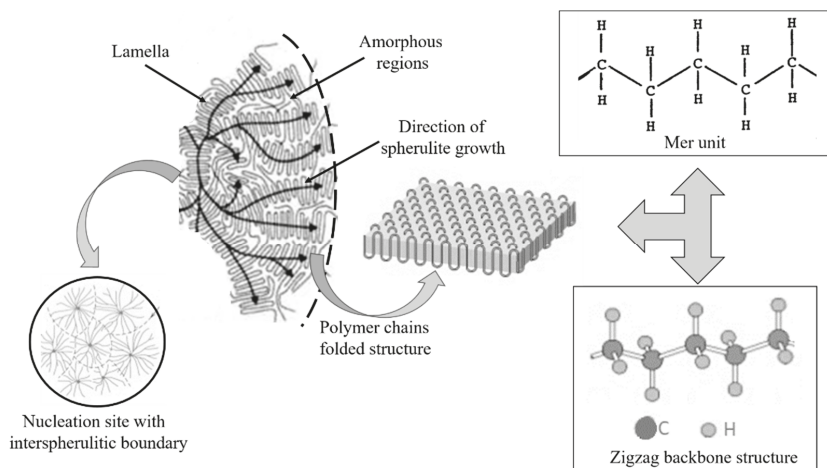 Lamella
Amorphous
regions
Direction of
spherulite growth
Polymer chains
folded structure
Nucleation site with
interspherulitic boundary
H H H H H
C C C C C
H H H H H
Mer unit
C H
Zigzag backbone structure